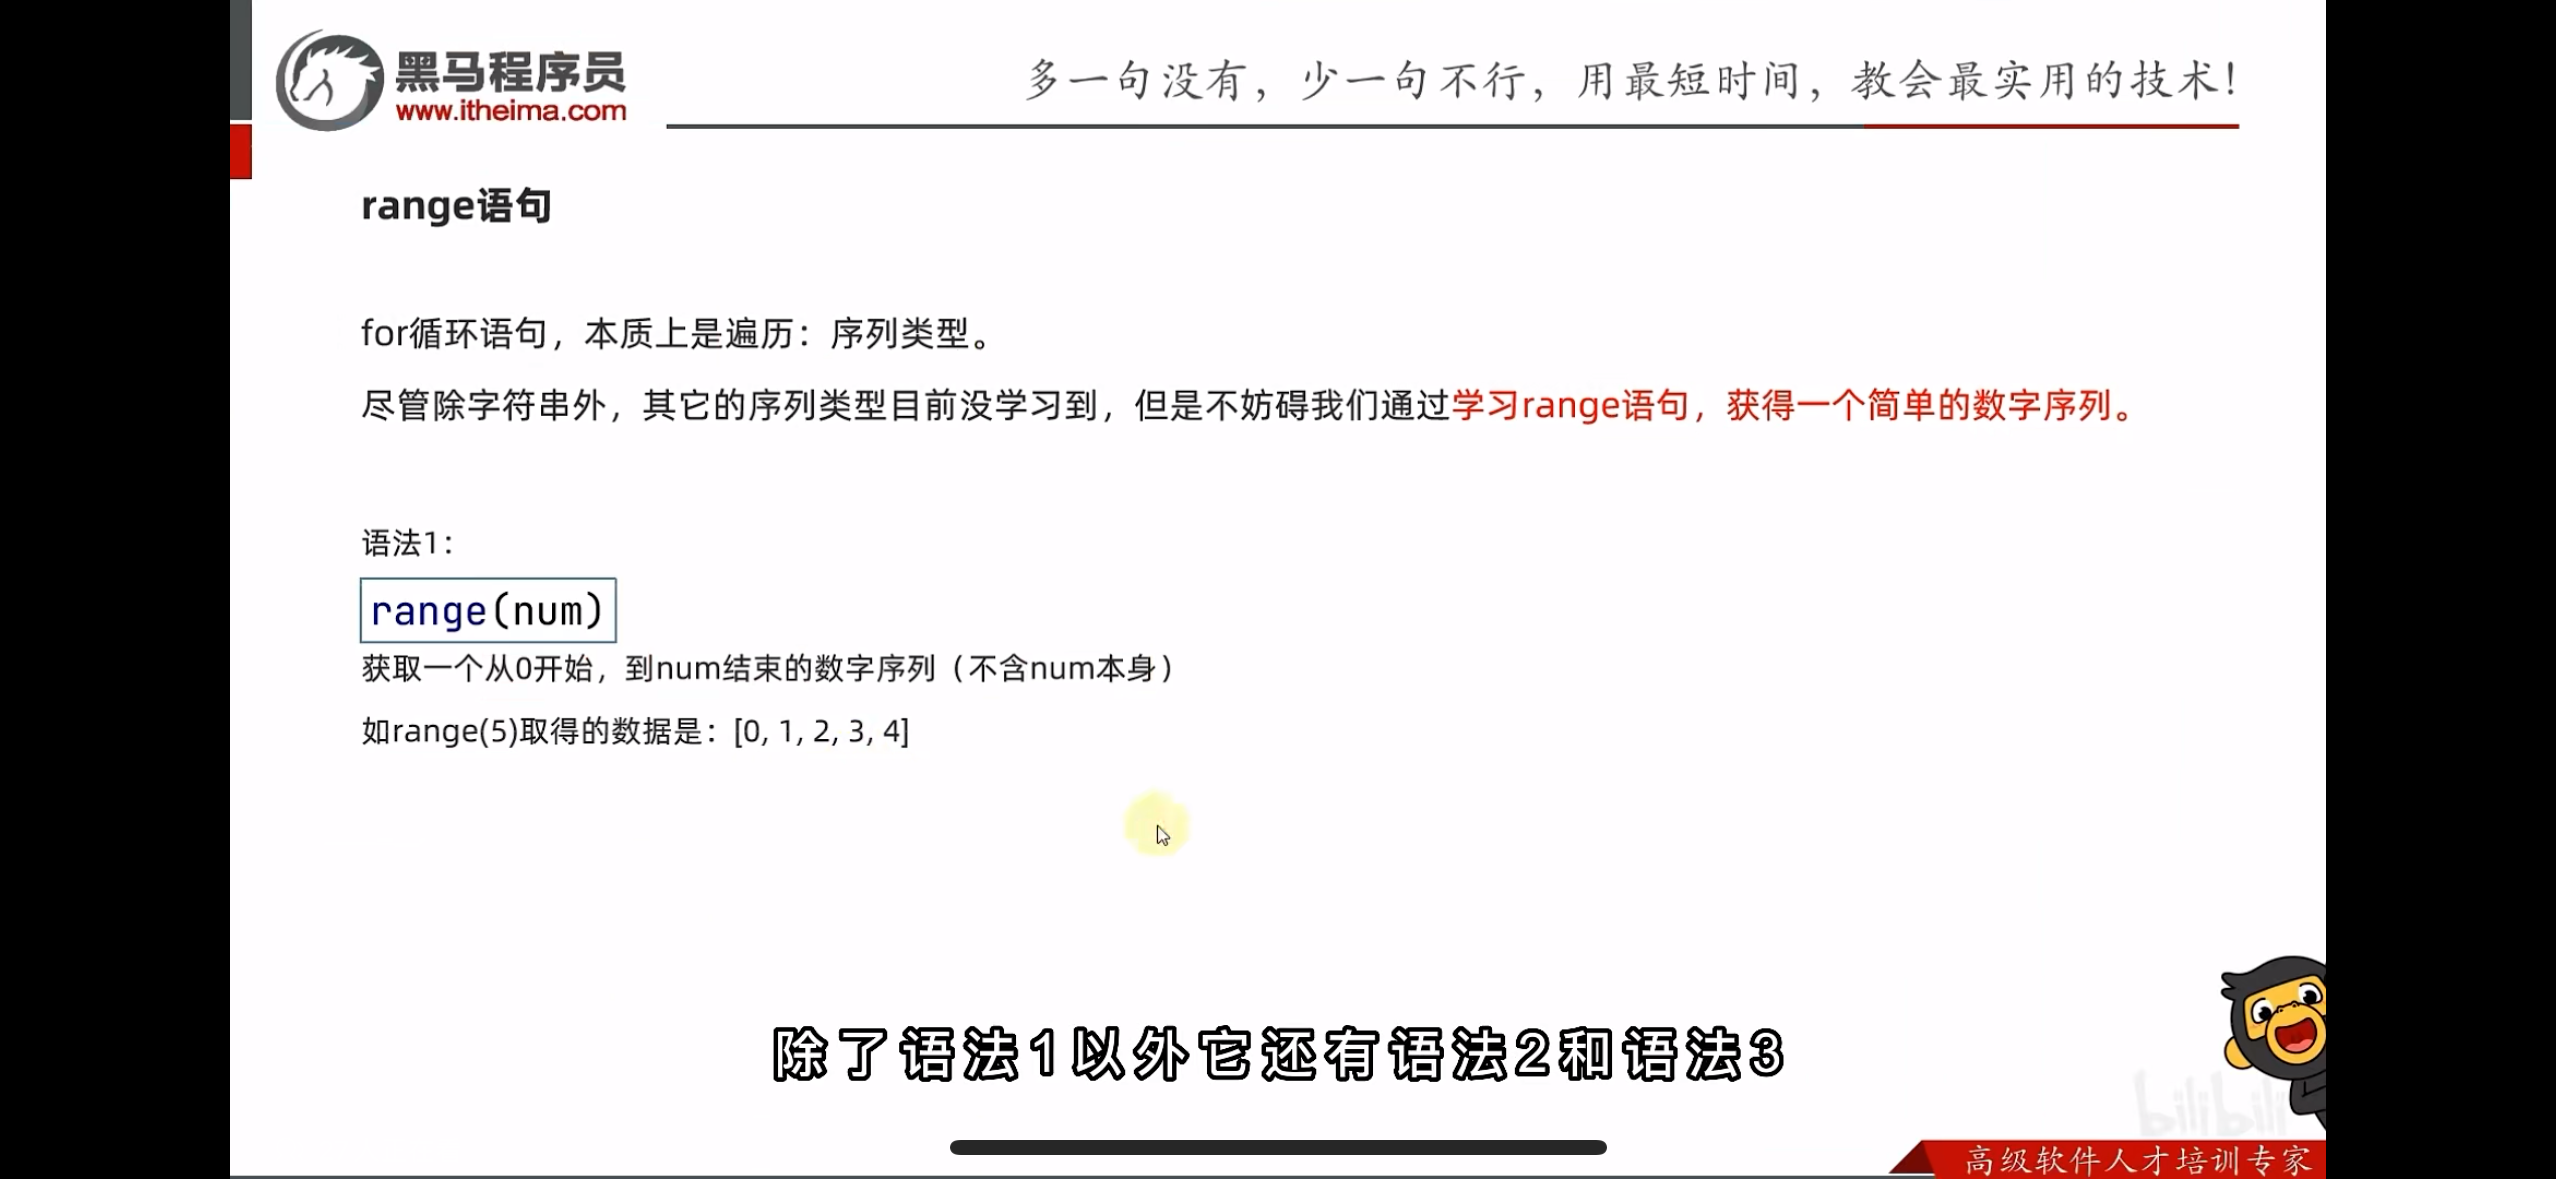 黑马程序员
www.itheima.com
多一句没有，少一句不行，用最短时间，教会最实用的技术！
range语句
for循环语句，本质上是遍历：序列类型。
尽管除字符串外，其它的序列类型目前没学习到，但是不妨碍我们通过学习range语句，获得一个简单的数字序列。
语法1：
range(num)
获取一个从0开始，到num结束的数字序列（不含num本身）
如range(5)取得的数据是：[0, 1, 2, 3, 4]
除了语法1以外它还有语法2和语法3
bilibili
高级软件人才培训专家